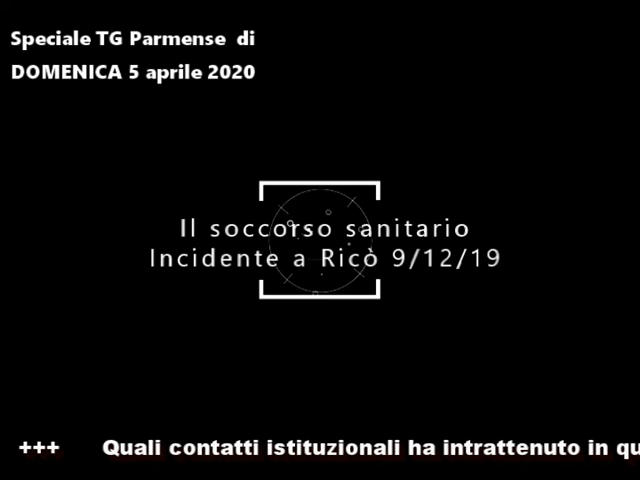 Speciale TG Parmense di
DOMENICA 5 aprile 2020
Il soccorso sanitario
Incidente a Ricò 9/12/19
+++ Quali contatti istituzionali ha intrattenuto in qu